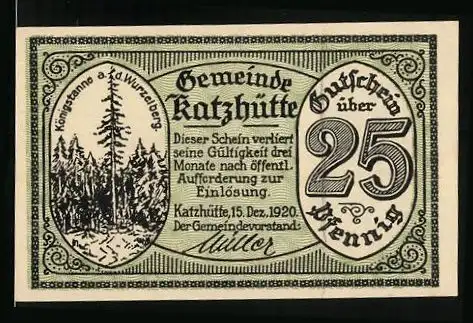 Königstanne a. d. Wurzelberg.
Gemeinde
Katzhütte
Dieser Schein verliert
seine Gültigkeit drei
Monate nach öffentl.
Aufforderung zur
Einlösung.
Katzhütte, 15. Dez. 1920.
Der Gemeindevorstand:
Müller
Gutschein
über
25
Pfennig